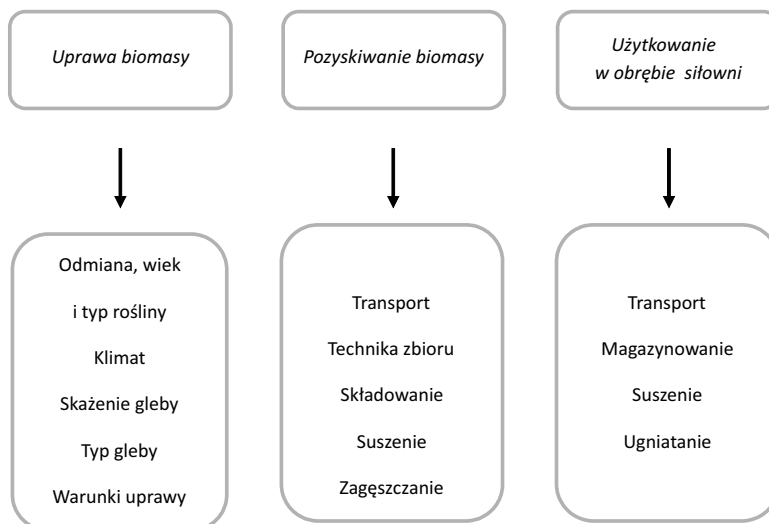 Uprawa biomasy
Pozyskiwanie biomasy
Użytkowanie
w obrębie siłowni
Odmiana, wiek
i typ rośliny
Klimat
Skażenie gleby
Typ gleby
Warunki uprawy
Transport
Technika zbioru
Składowanie
Suszenie
Zagęszczanie
Transport
Magazynowanie
Suszenie
Ugniatanie